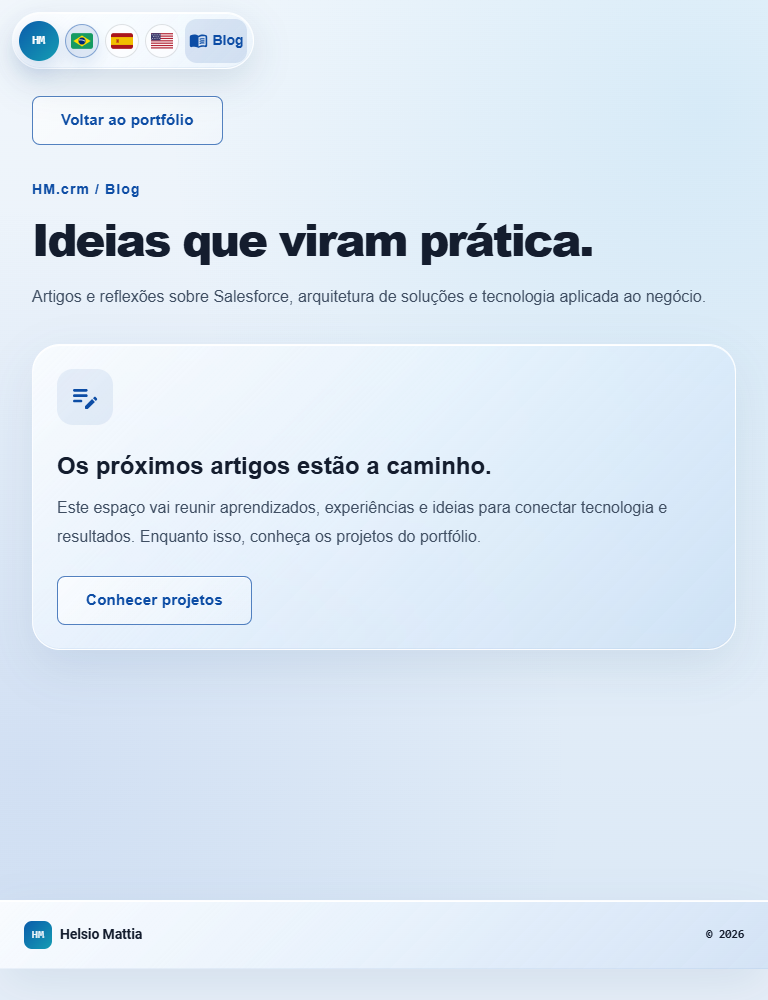 HM Blog
Voltar ao portfólio
HM.crm / Blog
Ideias que viram prática.
Artigos e reflexões sobre Salesforce, arquitetura de soluções e tecnologia aplicada ao negócio.
Os próximos artigos estão a caminho.
Este espaço vai reunir aprendizados, experiências e ideias para conectar tecnologia e
resultados. Enquanto isso, conheça os projetos do portfólio.
Conhecer projetos
HM Helsio Mattia © 2026